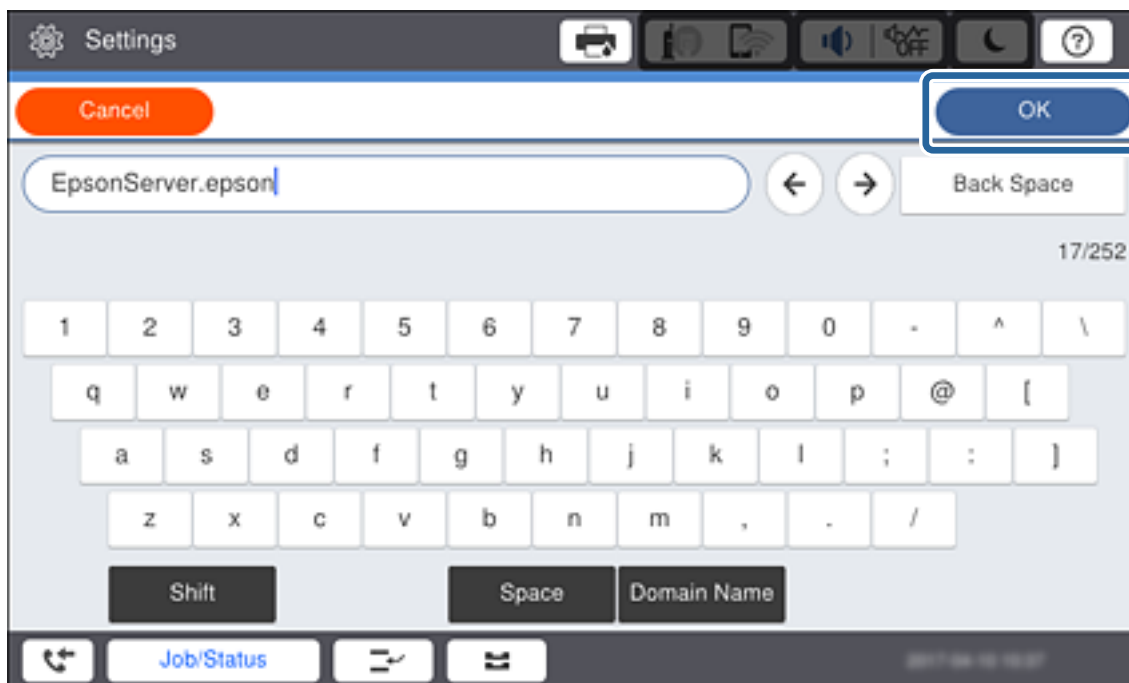 Settings
OFF
?
Cancel
OK
EpsonServer.epson
← → Back Space
17/252
1 2 3 4 5 6 7 8 9 0 - ^ \
q w e r t y u i o p @ [
a s d f g h j k l ; : ]
z x c v b n m , . /
Shift Space Domain Name
Job/Status